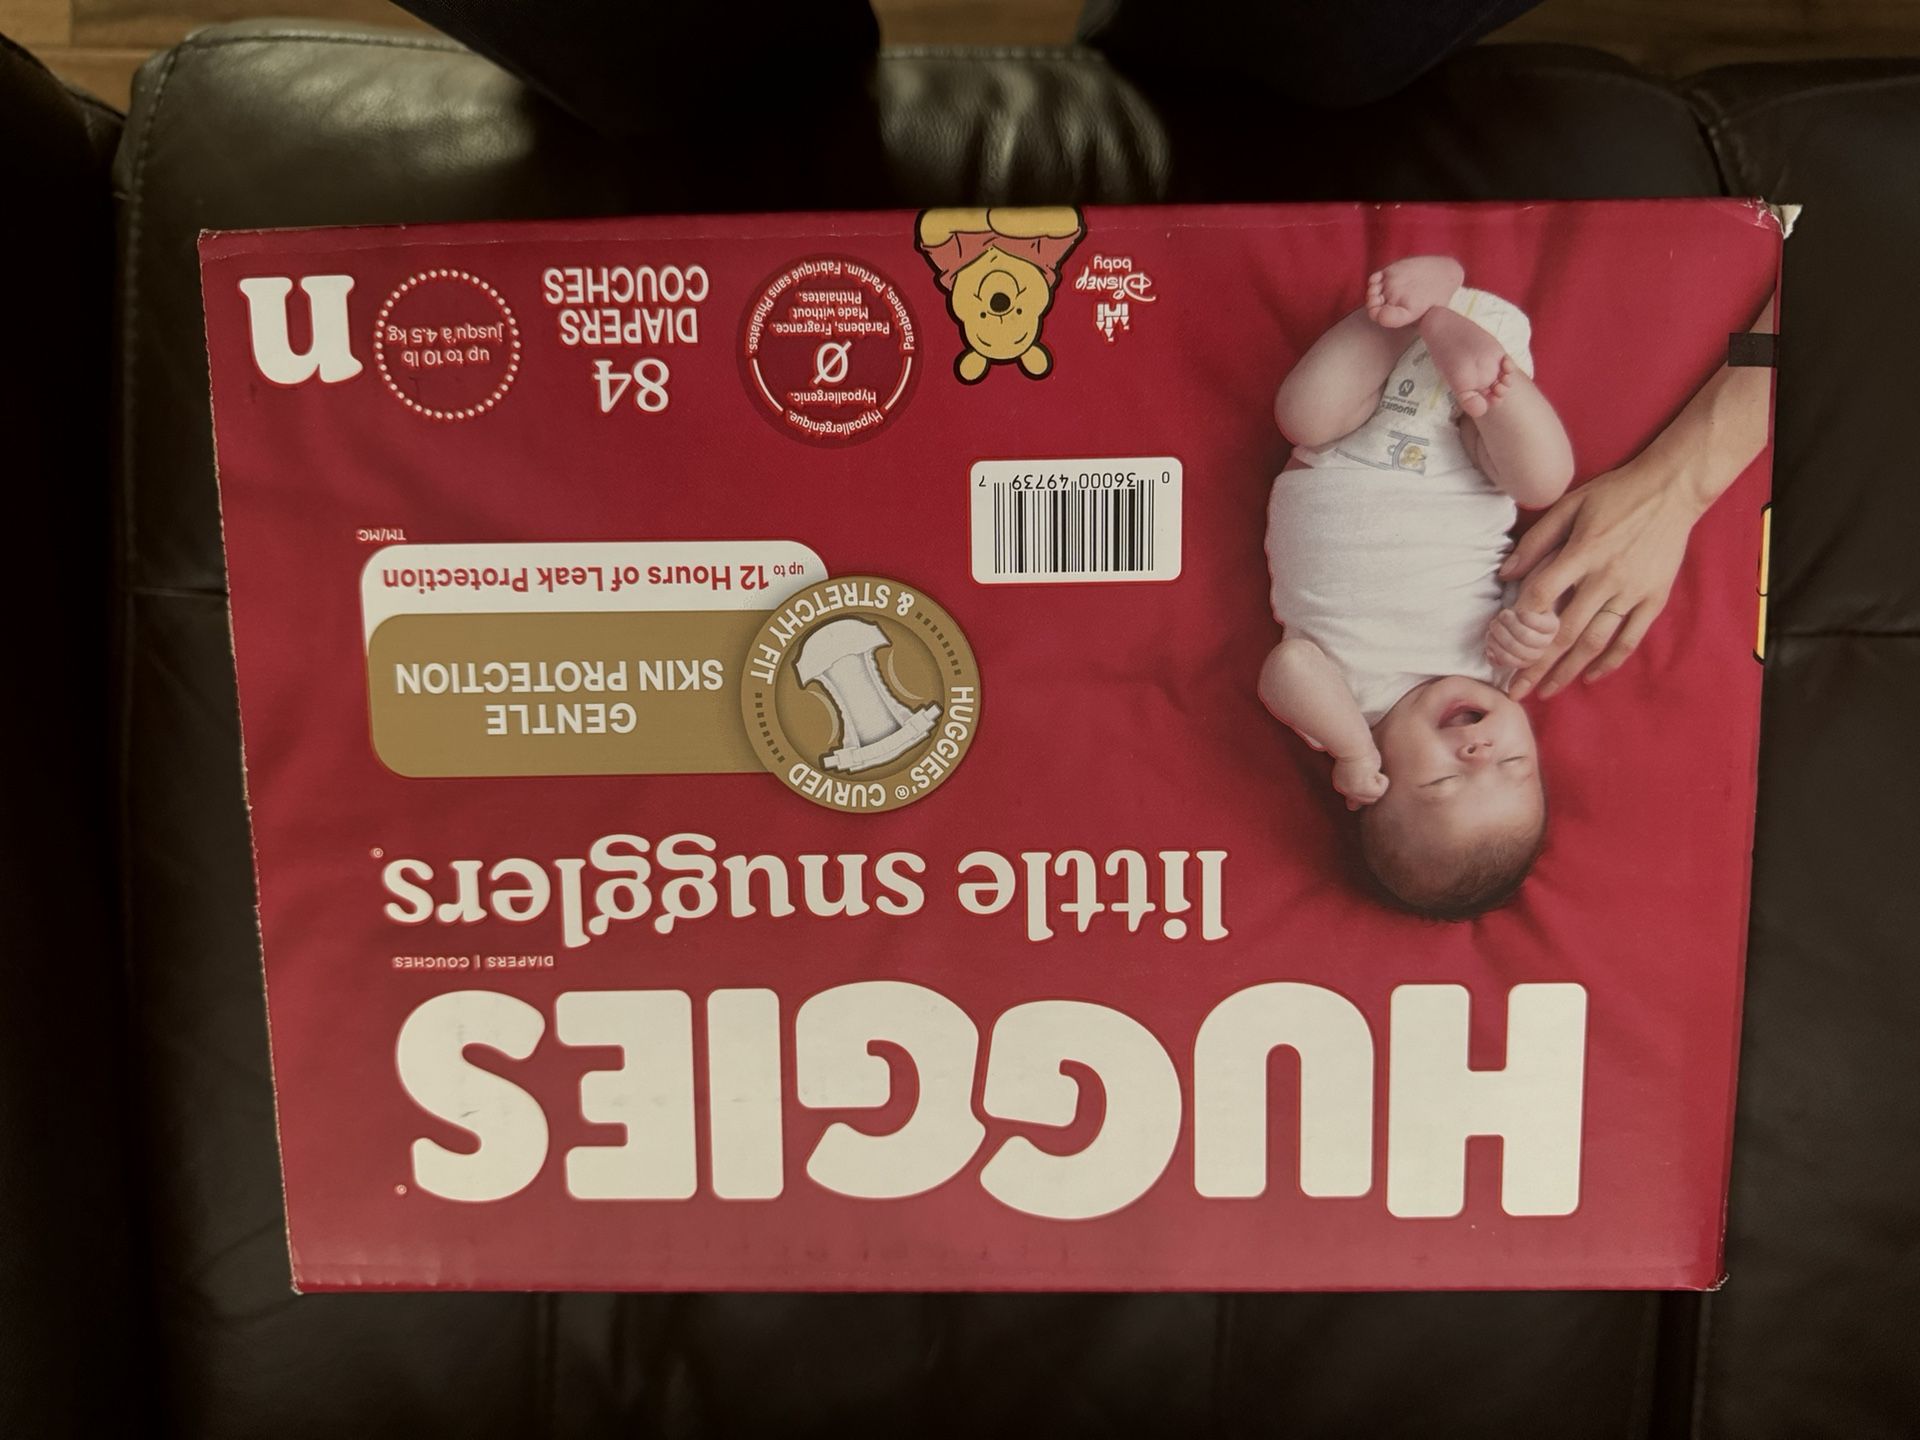 HUGGIES®
DIAPERS | COUCHES
little snugglers®
HUGGIES'® CURVED
& STRETCHY FIT
GENTLE
SKIN PROTECTION
up to 12 Hours of Leak Protection
TM/MC
0 36000 49739 7
HUGGIES
N
Disney
baby
Hypoallergénique.
Hypoallergenic.
Ø
Parabens, Fragrance.
Made without
Phthalates.
Parabènes, Parfum. Fabriqué sans Phtalates.
84
DIAPERS
COUCHES
up to 10 lb
jusqu'à 4.5 kg
n